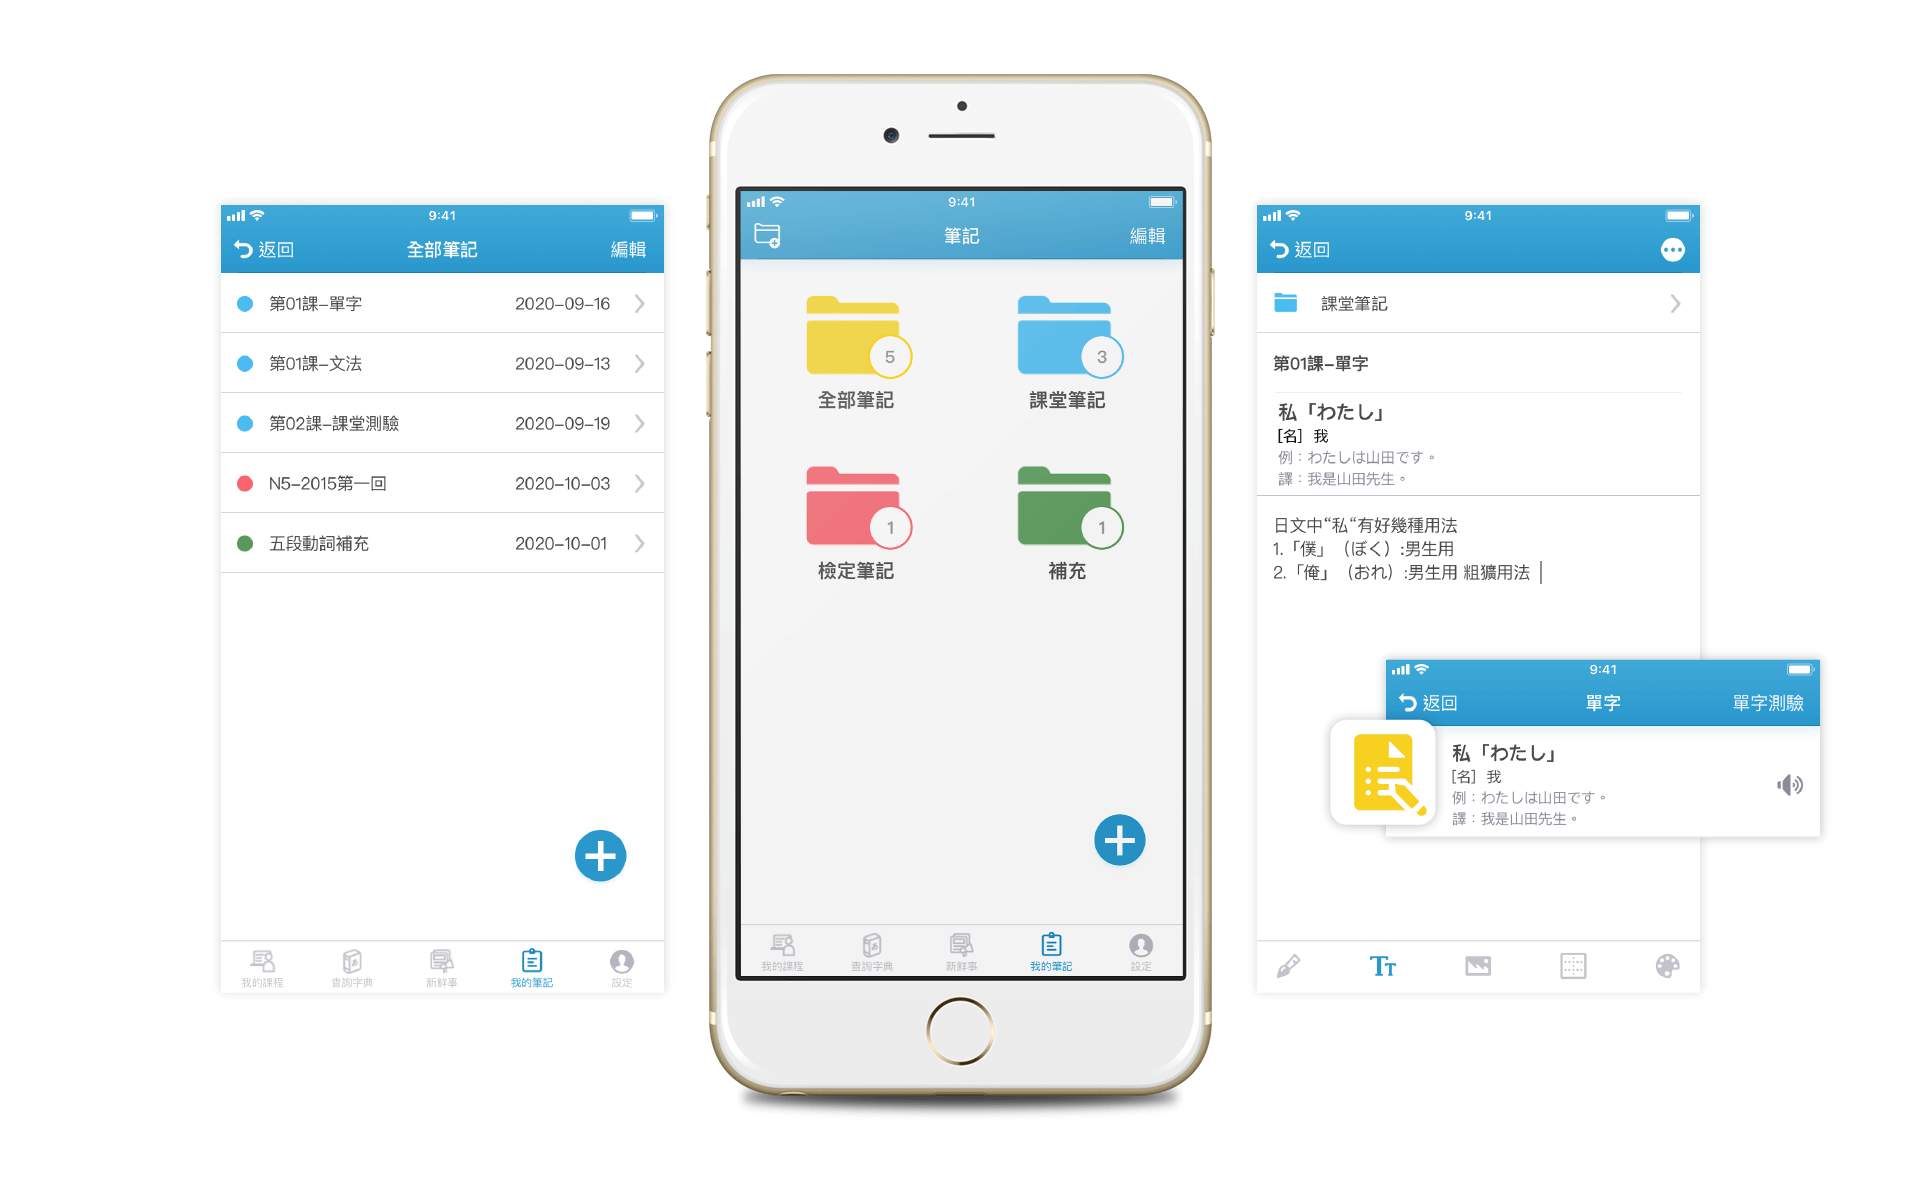 9:41
返回 全部筆記 編輯
第01課–單字 2020–09–16
第01課–文法 2020–09–13
第02課–課堂測驗 2020–09–19
N5–2015第一回 2020–10–03
五段動詞補充 2020–10–01
我的課程 查詢字典 新鮮事 我的筆記 設定
9:41
筆記 編輯
5 3
全部筆記 課堂筆記
1 1
檢定筆記 補充
我的課程 查詢字典 新鮮事 我的筆記 設定
9:41
返回
課堂筆記
第01課–單字
私「わたし」
[名] 我
例：わたしは山田です。
譯：我是山田先生。
日文中“私“有好幾種用法
1.「僕」（ぼく）:男生用
2.「俺」（おれ）:男生用 粗獷用法
TT
9:41
返回 單字 單字測驗
私「わたし」
[名] 我
例：わたしは山田です。
譯：我是山田先生。